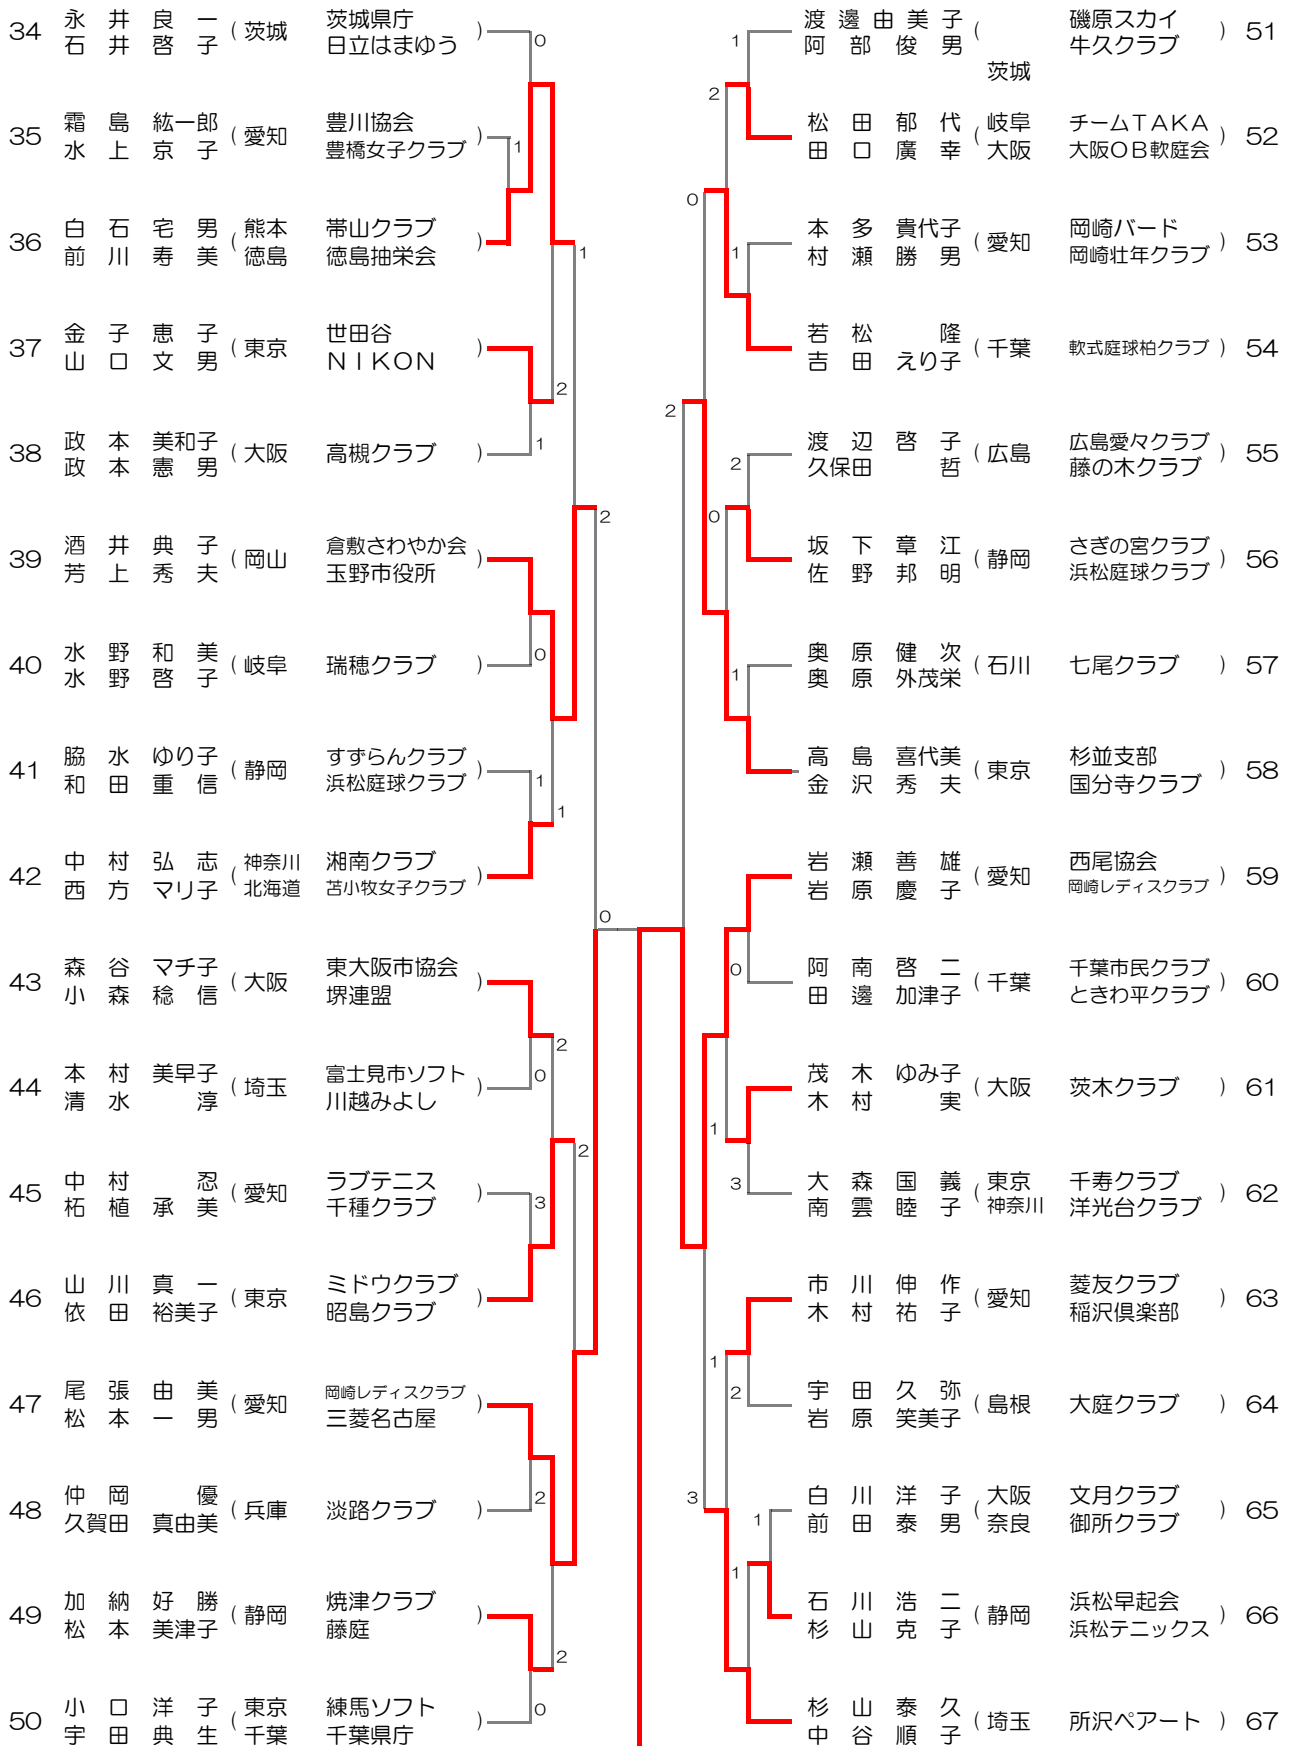 34 永井良一 (茨城 茨城県庁 )
石井啓子 日立はまゆう
35 霜島紘一郎 (愛知 豊川協会 )
水上京子 豊橋女子クラブ
36 白石宅男 (熊本 帯山クラブ )
前川寿美 徳島 徳島抽栄会
37 金子恵子 (東京 世田谷 )
山口文男 NIKON
38 政本美和子 (大阪 高槻クラブ )
政本憲男
39 酒井典子 (岡山 倉敷さわやか会 )
芳上秀夫 玉野市役所
40 水野和美 (岐阜 瑞穂クラブ )
水野啓子
41 脇水ゆり子 (静岡 すずらんクラブ )
和田重信 浜松庭球クラブ
42 中村弘志 (神奈川 湘南クラブ )
西方マリ子 北海道 苫小牧女子クラブ
43 森谷マチ子 (大阪 東大阪市協会 )
小森稔信 堺連盟
44 本村美早子 (埼玉 富士見市ソフト )
清水淳 川越みよし
45 中村忍 (愛知 ラブテニス )
柘植承美 千種クラブ
46 山川真一 (東京 ミドウクラブ )
依田裕美子 昭島クラブ
47 尾張由美 (愛知 岡崎レディスクラブ )
松本一男 三菱名古屋
48 仲岡優 (兵庫 淡路クラブ )
久賀田真由美
49 加納好勝 (静岡 焼津クラブ )
松本美津子 藤庭
50 小口洋子 (東京 練馬ソフト )
宇田典生 千葉 千葉県庁
0
1
1
2
1
2
0
1
1
0
2
0
2
3
2
2
0
渡邊由美子 ( 磯原スカイ ) 51
阿部俊男 牛久クラブ
茨城
松田郁代 (岐阜 チームTAKA ) 52
田口廣幸 大阪 大阪OB軟庭会
本多貴代子 (愛知 岡崎バード ) 53
村瀬勝男 岡崎壮年クラブ
若松隆 (千葉 軟式庭球柏クラブ ) 54
吉田えり子
渡辺啓子 (広島 広島愛々クラブ ) 55
久保田哲 藤の木クラブ
坂下章江 (静岡 さぎの宮クラブ ) 56
佐野邦明 浜松庭球クラブ
奥原健次 (石川 七尾クラブ ) 57
奥原外茂栄
高島喜代美 (東京 杉並支部 ) 58
金沢秀夫 国分寺クラブ
岩瀬善雄 (愛知 西尾協会 ) 59
岩原慶子 岡崎レディスクラブ
阿南啓二 (千葉 千葉市民クラブ ) 60
田邊加津子 ときわ平クラブ
茂木ゆみ子 (大阪 茨木クラブ ) 61
木村実
大森国義 (東京 千寿クラブ ) 62
南雲睦子 神奈川 洋光台クラブ
市川伸作 (愛知 菱友クラブ ) 63
木村祐子 稲沢倶楽部
宇田久弥 (島根 大庭クラブ ) 64
岩原笑美子
白川洋子 (大阪 文月クラブ ) 65
前田泰男 奈良 御所クラブ
石川浩二 (静岡 浜松早起会 ) 66
杉山克子 浜松テニックス
杉山泰久 (埼玉 所沢ペアート ) 67
中谷順子
1
2
0
1
2
2
0
1
0
1
3
1
2
3
1
1